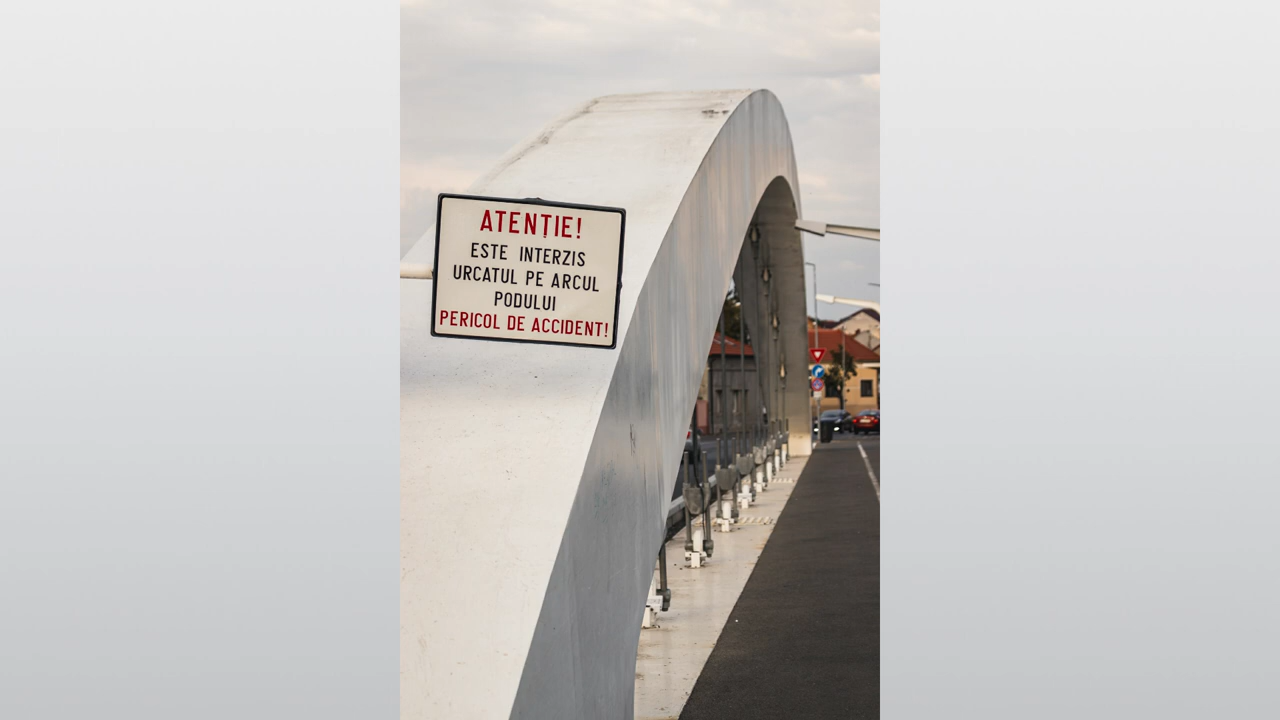 ATENȚIE!
ESTE INTERZIS
URCATUL PE ARCUL
PODULUI
PERICOL DE ACCIDENT!